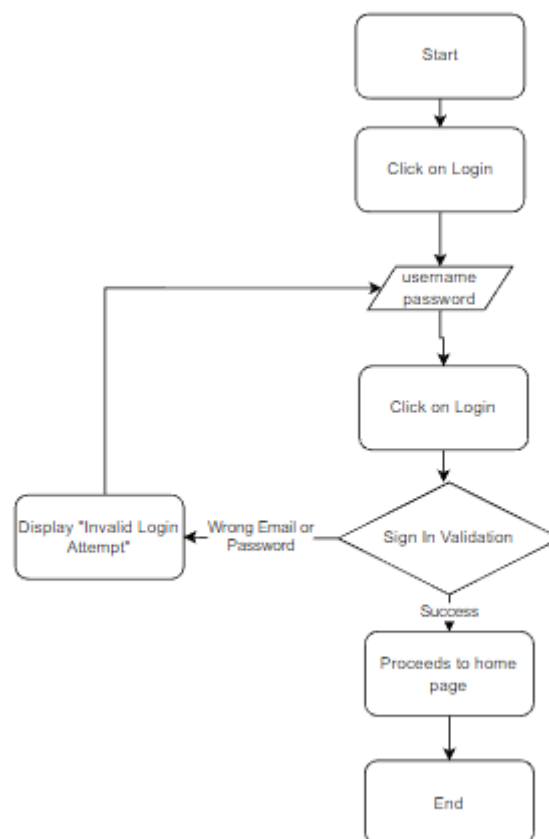 Start
Click on Login
username
password
Click on Login
Sign In Validation
Wrong Email or
Password
Display "Invalid Login
Attempt"
Success
Proceeds to home
page
End